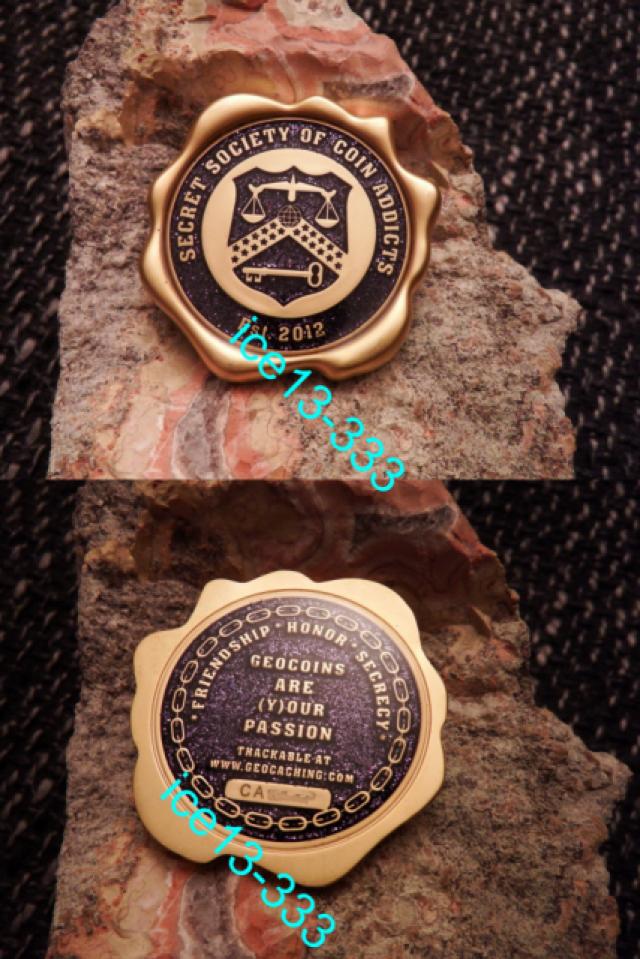 SECRET SOCIETY OF COIN ADDICTS
Est. 2012
ice13-333
· FRIENDSHIP · HONOR · SECRECY ·
GEOCOINS
ARE
(Y)OUR
PASSION
TRACKABLE AT
WWW.GEOCACHING.COM
CA
ice13-333